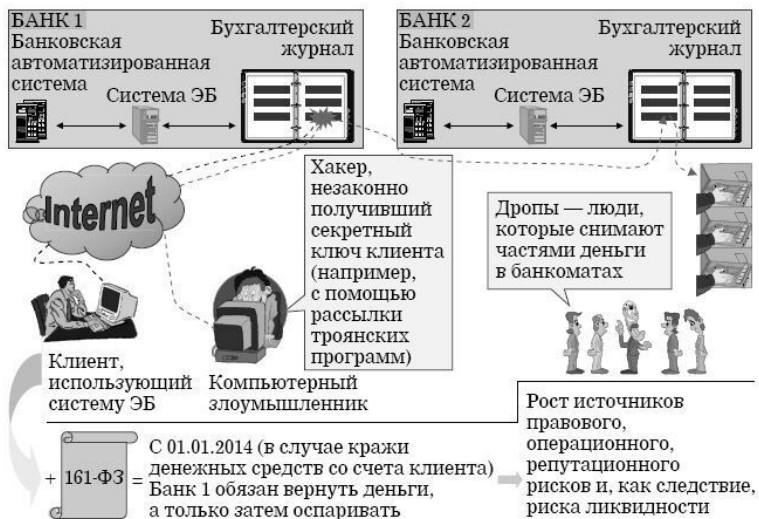 БАНК 1
Банковская
автоматизированная
система
Бухгалтерский
журнал
Система ЭБ
БАНК 2
Банковская
автоматизированная
система
Бухгалтерский
журнал
Система ЭБ
Internet
Хакер,
незаконно
получивший
секретный
ключ клиента
(например,
с помощью
рассылки
троянских
программ)
Дропы — люди,
которые снимают
частями деньги
в банкоматах
Клиент,
использующий
систему ЭБ
Компьютерный
злоумышленник
+ 161-ФЗ =
С 01.01.2014 (в случае кражи
денежных средств со счета клиента)
Банк 1 обязан вернуть деньги,
а только затем оспаривать
Рост источников
правового,
операционного,
репутационного
рисков и, как следствие,
риска ликвидности